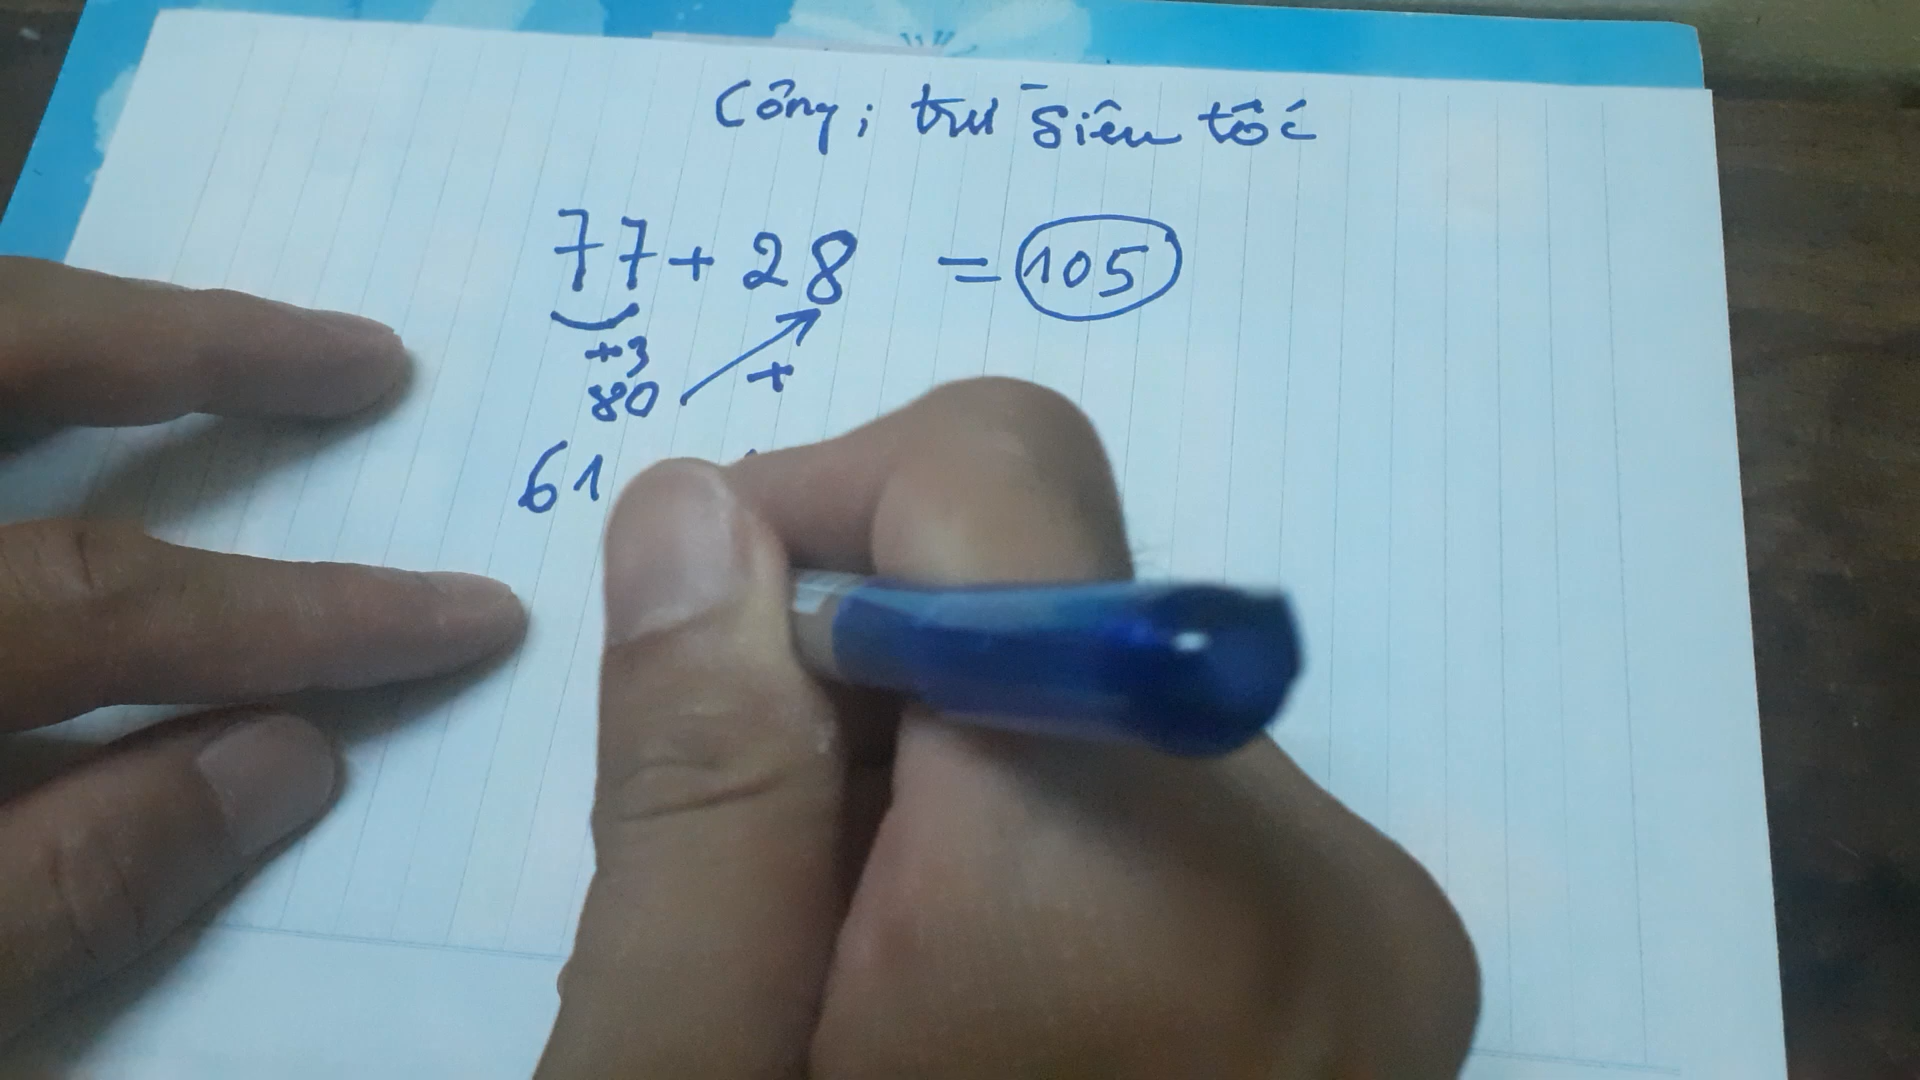 Cộng; trừ siêu tốc
77 + 28 = 105
+3
80 +
61